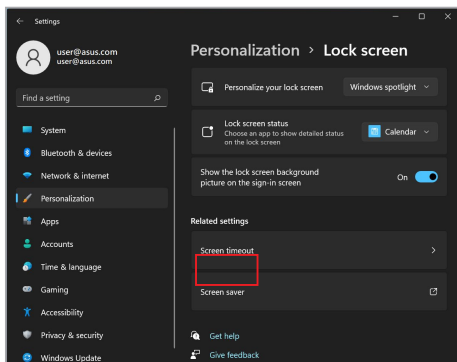 Settings
user@asus.com
user@asus.com
Find a setting
System
Bluetooth & devices
Network & internet
Personalization
Apps
Accounts
Time & language
Gaming
Accessibility
Privacy & security
Windows Update
Personalization > Lock screen
Personalize your lock screen
Windows spotlight
Lock screen status
Choose an app to show detailed status
on the lock screen
Calendar
Show the lock screen background
picture on the sign-in screen
On
Related settings
Screen timeout
Screen saver
Get help
Give feedback